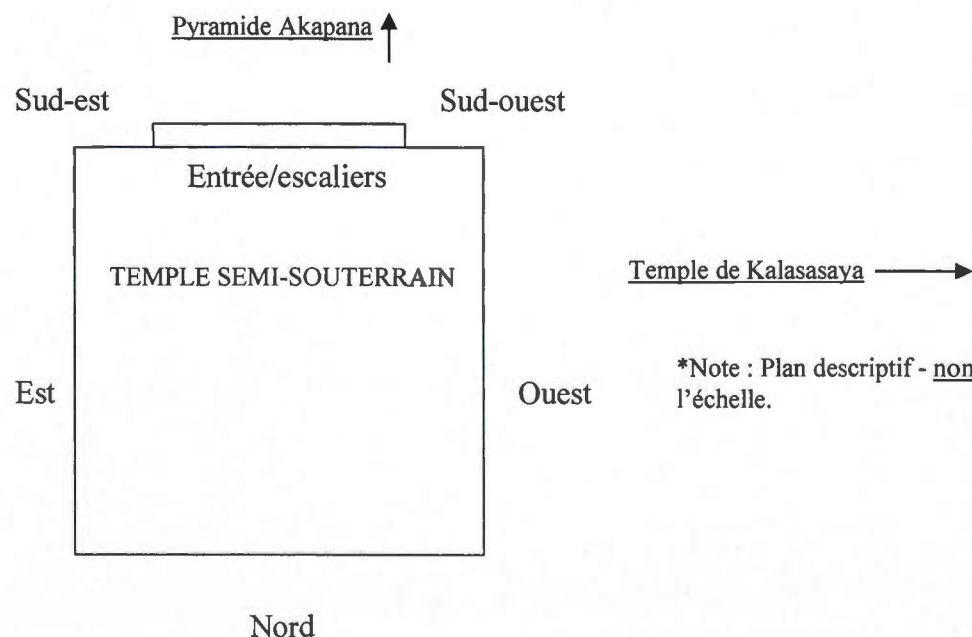 Pyramide Akapana
Sud-est
Sud-ouest
Entrée/escaliers
TEMPLE SEMI-SOUTERRAIN
Temple de Kalasasaya
*Note : Plan descriptif - non
l'échelle.
Est
Ouest
Nord